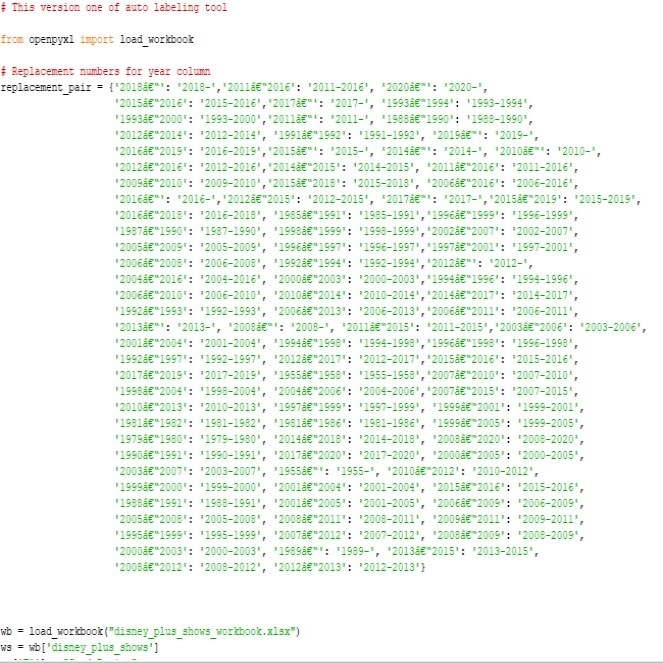 # This version one of auto labeling tool
from openpyxl import load_workbook
# Replacement numbers for year column
replacement_pair = {'2018â€“': '2018-','2011â€“2016': '2011-2016', '2020â€“': '2020-',
'2015â€“2016': '2015-2016','2017â€“': '2017-', '1993â€“1994': '1993-1994',
'1993â€“2000': '1993-2000','2011â€“': '2011-', '1988â€“1990': '1988-1990',
'2012â€“2014': '2012-2014', '1991â€“1992': '1991-1992', '2019â€“': '2019-',
'2016â€“2019': '2016-2019','2015â€“': '2015-', '2014â€“': '2014-', '2010â€“': '2010-',
'2012â€“2016': '2012-2016','2014â€“2015': '2014-2015', '2011â€“2016': '2011-2016',
'2009â€“2010': '2009-2010','2015â€“2018': '2015-2018', '2006â€“2016': '2006-2016',
'2016â€“': '2016-','2012â€“2015': '2012-2015', '2017â€“': '2017-','2015â€“2019': '2015-2019',
'2016â€“2018': '2016-2018', '1985â€“1991': '1985-1991','1996â€“1999': '1996-1999',
'1987â€“1990': '1987-1990', '1998â€“1999': '1998-1999','2002â€“2007': '2002-2007',
'2005â€“2009': '2005-2009', '1996â€“1997': '1996-1997','1997â€“2001': '1997-2001',
'2006â€“2008': '2006-2008', '1992â€“1994': '1992-1994','2012â€“': '2012-',
'2004â€“2016': '2004-2016', '2000â€“2003': '2000-2003','1994â€“1996': '1994-1996',
'2006â€“2010': '2006-2010', '2010â€“2014': '2010-2014','2014â€“2017': '2014-2017',
'1992â€“1993': '1992-1993', '2006â€“2013': '2006-2013','2006â€“2011': '2006-2011',
'2013â€“': '2013-', '2008â€“': '2008-', '2011â€“2015': '2011-2015','2003â€“2006': '2003-2006',
'2001â€“2004': '2001-2004', '1994â€“1998': '1994-1998','1996â€“1998': '1996-1998',
'1992â€“1997': '1992-1997', '2012â€“2017': '2012-2017','2015â€“2016': '2015-2016',
'2017â€“2019': '2017-2019', '1955â€“1958': '1955-1958','2007â€“2010': '2007-2010',
'1998â€“2004': '1998-2004', '2004â€“2006': '2004-2006','2007â€“2015': '2007-2015',
'2010â€“2013': '2010-2013', '1997â€“1999': '1997-1999', '1999â€“2001': '1999-2001',
'1981â€“1982': '1981-1982', '1981â€“1986': '1981-1986', '1999â€“2005': '1999-2005',
'1979â€“1980': '1979-1980', '2014â€“2018': '2014-2018', '2008â€“2020': '2008-2020',
'1990â€“1991': '1990-1991', '2017â€“2020': '2017-2020', '2000â€“2005': '2000-2005',
'2003â€“2007': '2003-2007', '1955â€“': '1955-', '2010â€“2012': '2010-2012',
'1999â€“2000': '1999-2000', '2001â€“2004': '2001-2004', '2015â€“2016': '2015-2016',
'1988â€“1991': '1988-1991', '2001â€“2005': '2001-2005', '2006â€“2009': '2006-2009',
'2005â€“2008': '2005-2008', '2008â€“2011': '2008-2011', '2009â€“2011': '2009-2011',
'1995â€“1999': '1995-1999', '2007â€“2012': '2007-2012', '2008â€“2009': '2008-2009',
'2000â€“2003': '2000-2003', '1989â€“': '1989-', '2013â€“2015': '2013-2015',
'2008â€“2012': '2008-2012', '2012â€“2013': '2012-2013'}
wb = load_workbook("disney_plus_shows_workbook.xlsx")
ws = wb['disney_plus_shows']